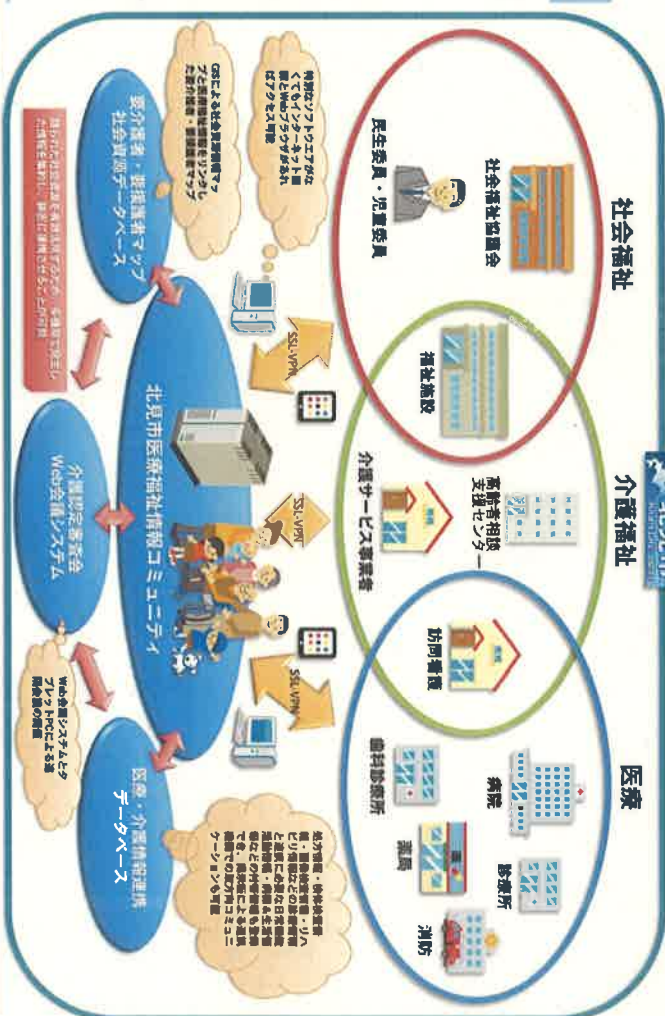 社会福祉
介護福祉
医療
社会福祉協議会
民生委員・児童委員
福祉施設
高齢者相談
支援センター
介護サービス事業者
訪問看護
病院
診療所
歯科診療所
薬局
消防
特別なソフトウエアがな
くてもインターネット回
線とWebブラウザがあれ
ばアクセス可能
SSL-VPN
SSL-VPN
SSL-VPN
GISによる社会資源情報マッ
プと医療福祉情報をリンクし
た要介護者・要援護者マップ
要介護者・要援護者マップ
社会資源データベース
北見市医療福祉情報コミュニティ
介護認定審査会
Web会議システム
Web会議システムとタ
ブレットPCによる遠
隔会議の開催
医療・介護情報連携
データベース